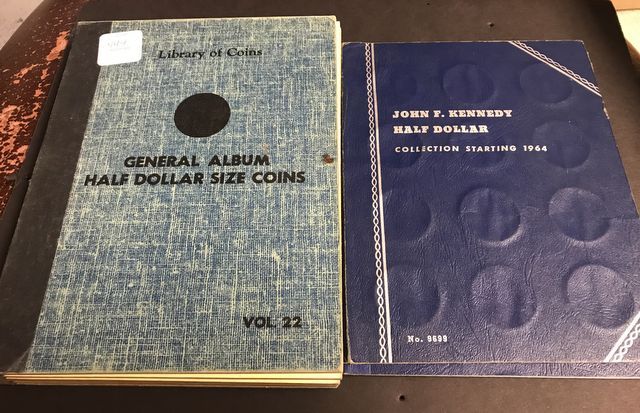 Library of Coins
GENERAL ALBUM
HALF DOLLAR SIZE COINS
VOL 22
JOHN F. KENNEDY
HALF DOLLAR
COLLECTION STARTING 1964
No. 9699